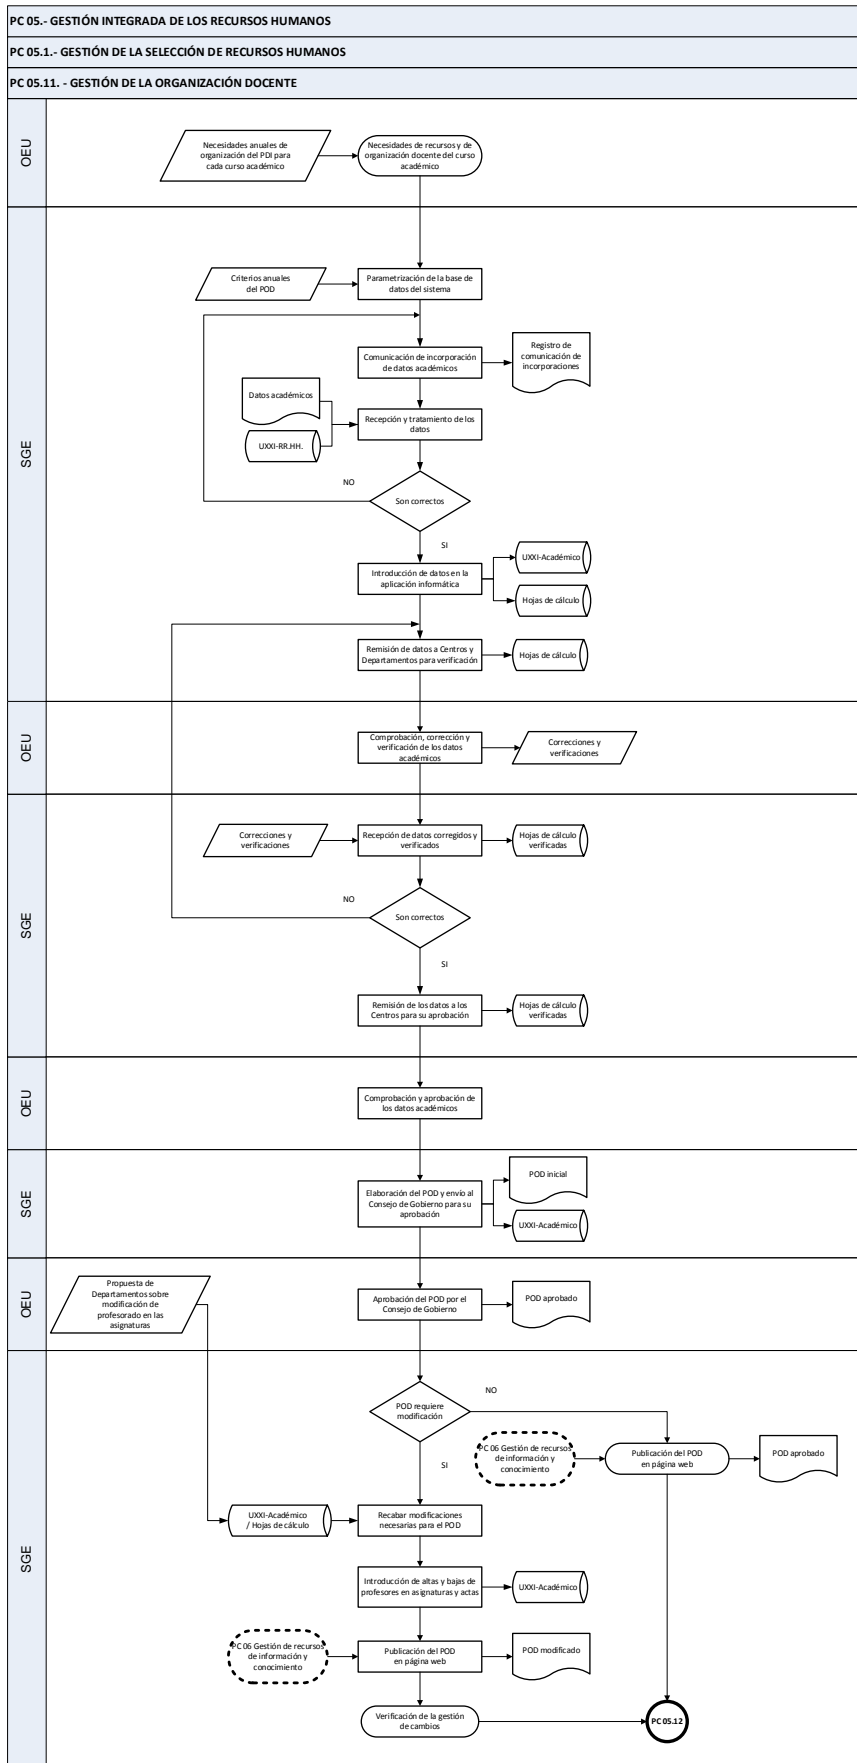 PC 05.- GESTIÓN INTEGRADA DE LOS RECURSOS HUMANOS
PC 05.1.- GESTIÓN DE LA SELECCIÓN DE RECURSOS HUMANOS
PC 05.11. - GESTIÓN DE LA ORGANIZACIÓN DOCENTE
OEU
Necesidades anuales de
organización del PDI para
cada curso académico
Necesidades de recursos y de
organización docente del curso
académico
SGE
Criterios anuales
del POD
Parametrización de la base de
datos del sistema
Comunicación de incorporación
de datos académicos
Registro de
comunicación de
incorporaciones
Datos académicos
UXXI-RR.HH.
Recepción y tratamiento de los
datos
NO
Son correctos
SI
Introducción de datos en la
aplicación informática
UXXI-Académico
Hojas de cálculo
Remisión de datos a Centros y
Departamentos para verificación
Hojas de cálculo
OEU
Comprobación, corrección y
verificación de los datos
académicos
Correcciones y
verificaciones
SGE
Correcciones y
verificaciones
Recepción de datos corregidos y
verificados
Hojas de cálculo
verificadas
NO
Son correctos
SI
Remisión de los datos a los
Centros para su aprobación
Hojas de cálculo
verificadas
OEU
Comprobación y aprobación de
los datos académicos
SGE
Elaboración del POD y envío al
Consejo de Gobierno para su
aprobación
POD inicial
UXXI-Académico
OEU
Propuesta de
Departamentos sobre
modificación de
profesorado en las
asignaturas
Aprobación del POD por el
Consejo de Gobierno
POD aprobado
SGE
POD requiere
modificación
NO
SI
PC 06 Gestión de recursos
de información y
conocimiento
Publicación del POD
en página web
POD aprobado
UXXI-Académico
/ Hojas de cálculo
Recabar modificaciones
necesarias para el POD
Introducción de altas y bajas de
profesores en asignaturas y actas
UXXI-Académico
PC 06 Gestión de recursos
de información y
conocimiento
Publicación del POD
en página web
POD modificado
Verificación de la gestión
de cambios
PC 05.12